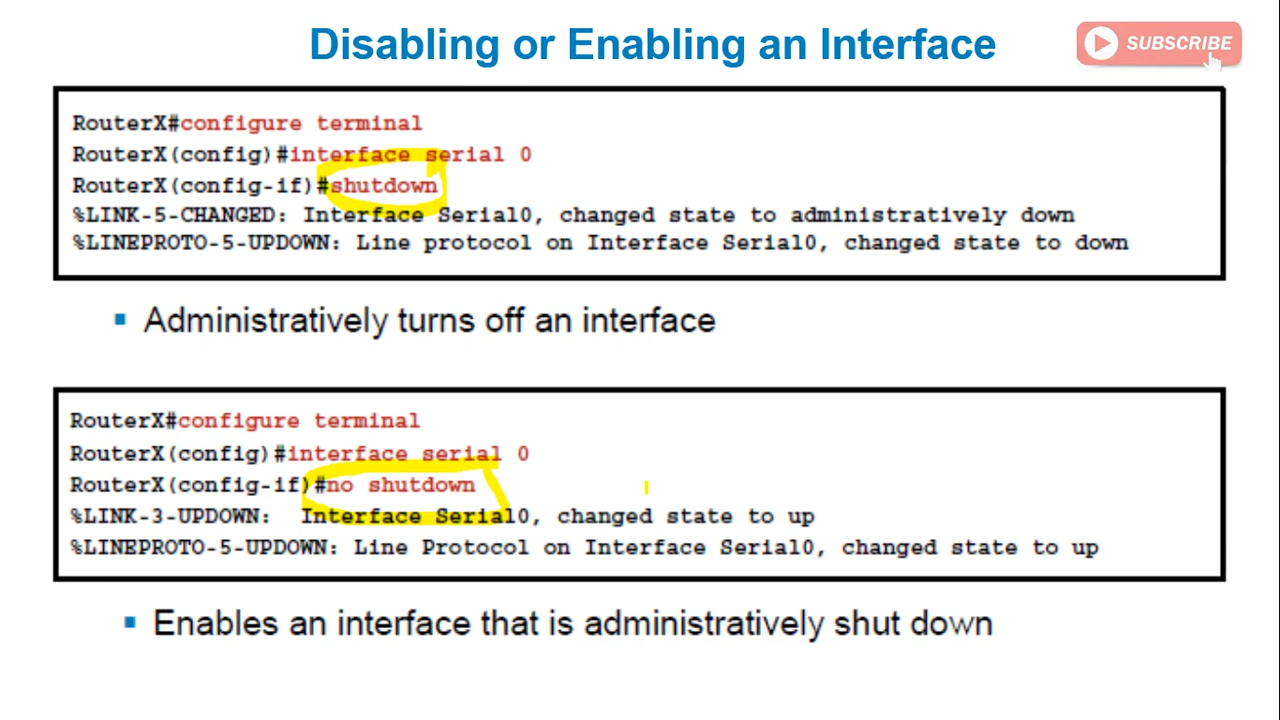 Disabling or Enabling an Interface
SUBSCRIBE
RouterX#configure terminal
RouterX(config)#interface serial 0
RouterX(config-if)#shutdown
%LINK-5-CHANGED: Interface Serial0, changed state to administratively down
%LINEPROTO-5-UPDOWN: Line protocol on Interface Serial0, changed state to down
▪ Administratively turns off an interface
RouterX#configure terminal
RouterX(config)#interface serial 0
RouterX(config-if)#no shutdown
%LINK-3-UPDOWN: Interface Serial0, changed state to up
%LINEPROTO-5-UPDOWN: Line Protocol on Interface Serial0, changed state to up
▪ Enables an interface that is administratively shut down